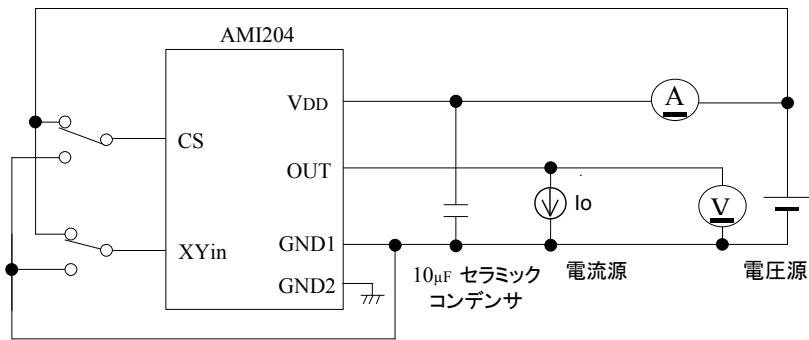 AMI204
VDD
A
CS
OUT
Io
V
XYin
GND1
GND2
10μF セラミック
コンデンサ
電流源
電圧源